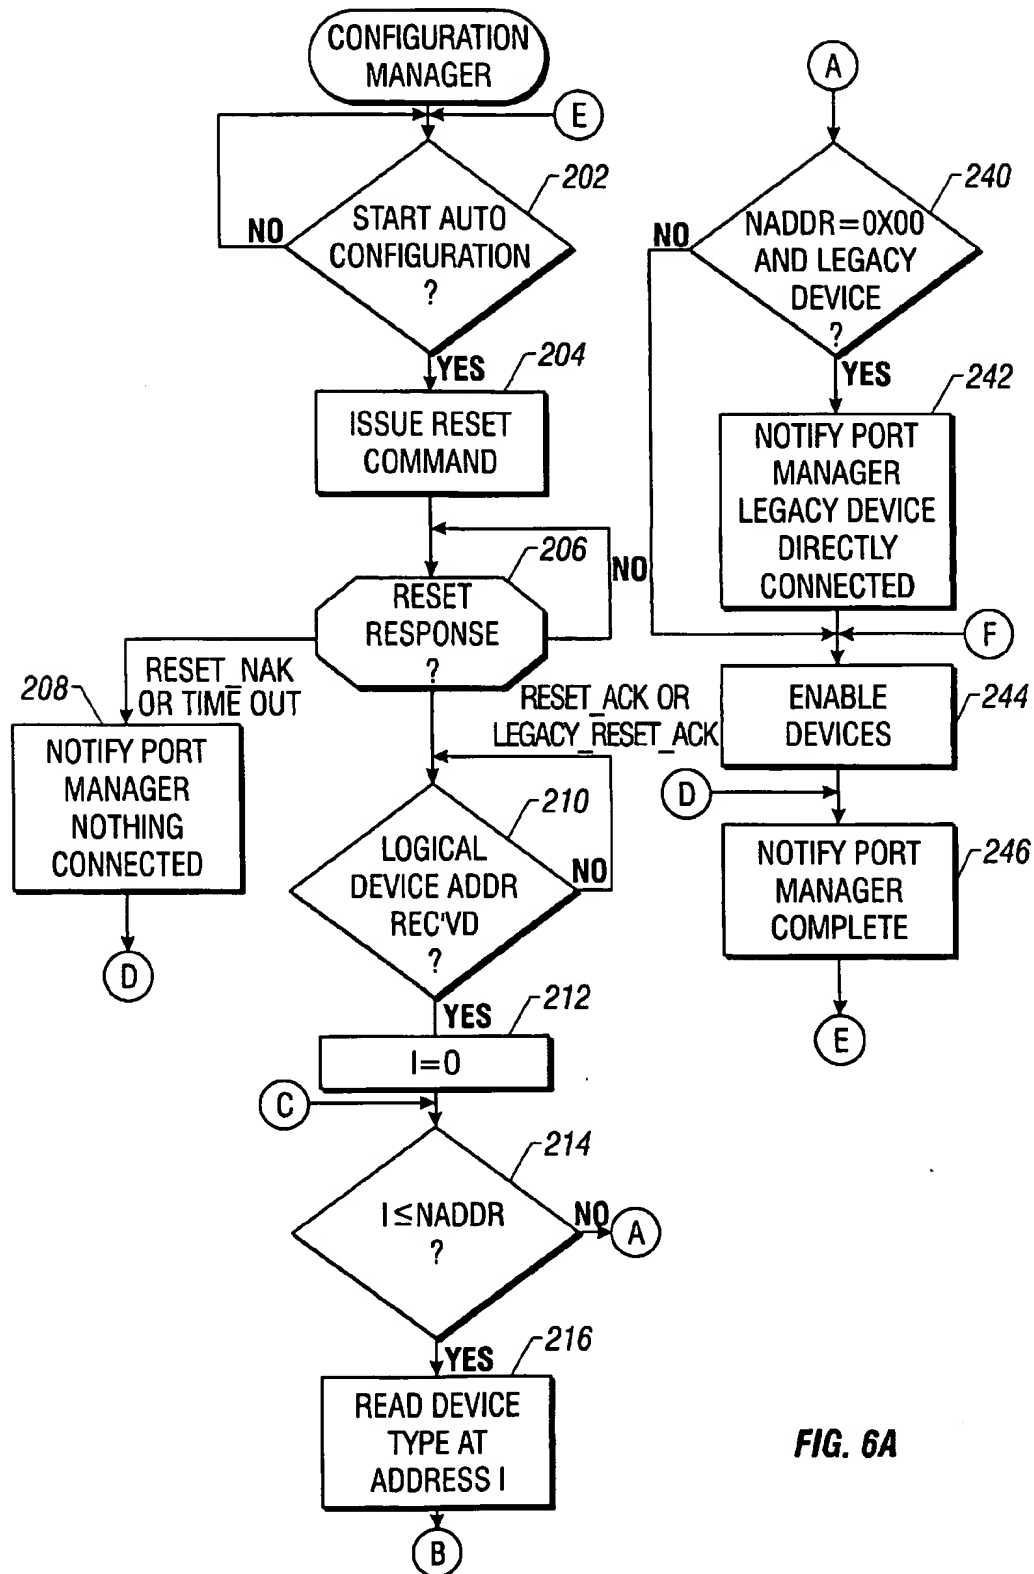 CONFIGURATION
MANAGER
E
202
START AUTO
CONFIGURATION
?
NO
YES
204
ISSUE RESET
COMMAND
206
RESET
RESPONSE
?
NO
RESET_NAK
OR TIME OUT
208
NOTIFY PORT
MANAGER
NOTHING
CONNECTED
D
RESET_ACK OR
LEGACY_RESET_ACK
210
LOGICAL
DEVICE ADDR
REC'VD
?
NO
YES
212
I=0
C
214
I≤NADDR
?
NO
A
YES
216
READ DEVICE
TYPE AT
ADDRESS I
B
A
240
NADDR=0X00
AND LEGACY
DEVICE
?
NO
YES
242
NOTIFY PORT
MANAGER
LEGACY DEVICE
DIRECTLY
CONNECTED
F
ENABLE
DEVICES
244
D
NOTIFY PORT
MANAGER
COMPLETE
246
E
FIG. 6A